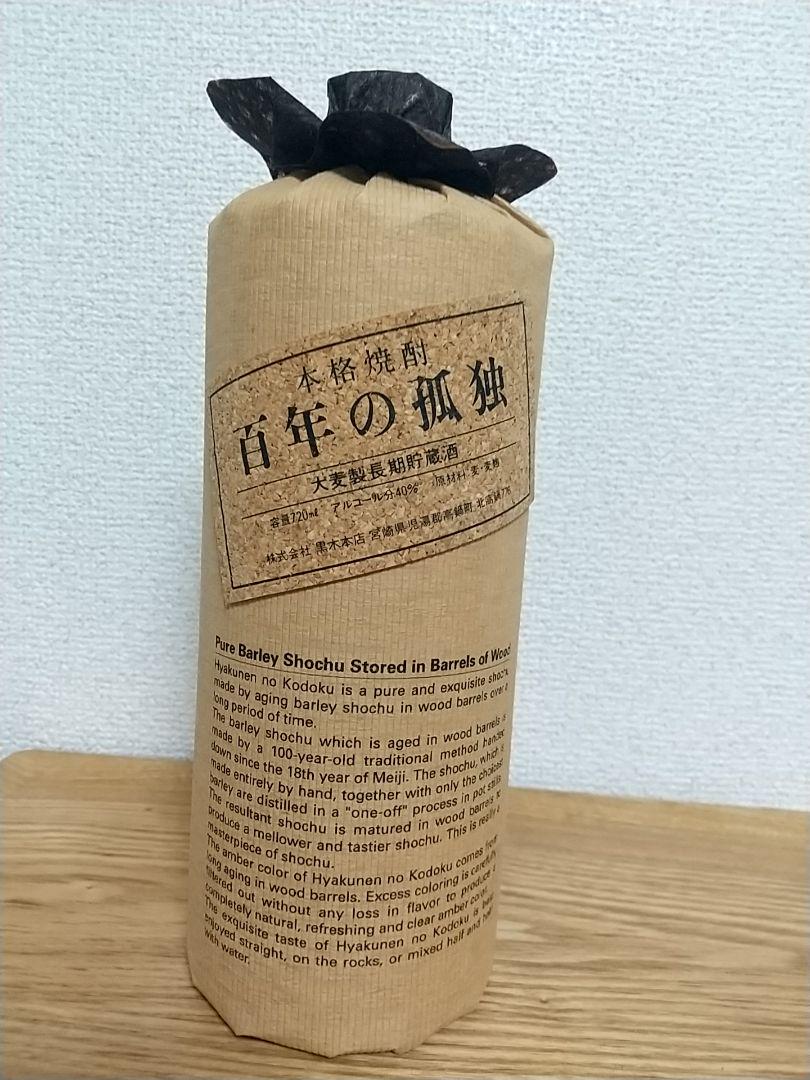 本格焼酎
百年の孤独
大麦製長期貯蔵酒
容量720ml アルコール分40% 原材料 麦・麦麹
株式会社 黒木本店 宮崎県児湯郡高鍋町 北高鍋776
Pure Barley Shochu Stored in Barrels of Wood
Hyakunen no Kodoku is a pure and exquisite shochu,
made by aging barley shochu in wood barrels over a
long period of time.
The barley shochu which is aged in wood barrels is
made by a 100-year-old traditional method handed
down since the 18th year of Meiji. The shochu, which is
made entirely by hand, together with only the choicest
barley are distilled in a "one-off" process in pot stills.
The resultant shochu is matured in wood barrels to
produce a mellower and tastier shochu. This is really a
masterpiece of shochu.
The amber color of Hyakunen no Kodoku comes from
long aging in wood barrels. Excess coloring is carefully
filtered out without any loss in flavor to produce a
completely natural, refreshing and clear amber color.
The exquisite taste of Hyakunen no Kodoku is best
enjoyed straight, on the rocks, or mixed half and half
with water.